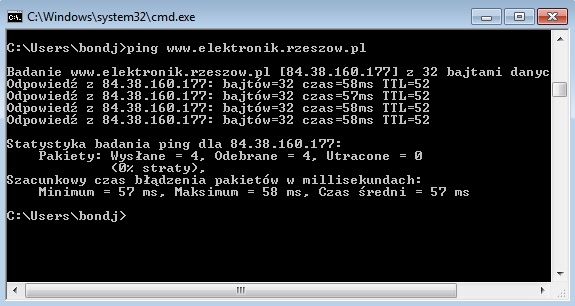 C:\Windows\system32\cmd.exe
C:\Users\bondj>ping www.elektronik.rzeszow.pl
Badanie www.elektronik.rzeszow.pl [84.38.160.177] z 32 bajtami danyc
Odpowiedź z 84.38.160.177: bajtów=32 czas=58ms TTL=52
Odpowiedź z 84.38.160.177: bajtów=32 czas=57ms TTL=52
Odpowiedź z 84.38.160.177: bajtów=32 czas=58ms TTL=52
Odpowiedź z 84.38.160.177: bajtów=32 czas=58ms TTL=52
Statystyka badania ping dla 84.38.160.177:
Pakiety: Wysłane = 4, Odebrane = 4, Utracone = 0
(0% straty),
Szacunkowy czas błądzenia pakietów w millisekundach:
Minimum = 57 ms, Maksimum = 58 ms, Czas średni = 57 ms
C:\Users\bondj>